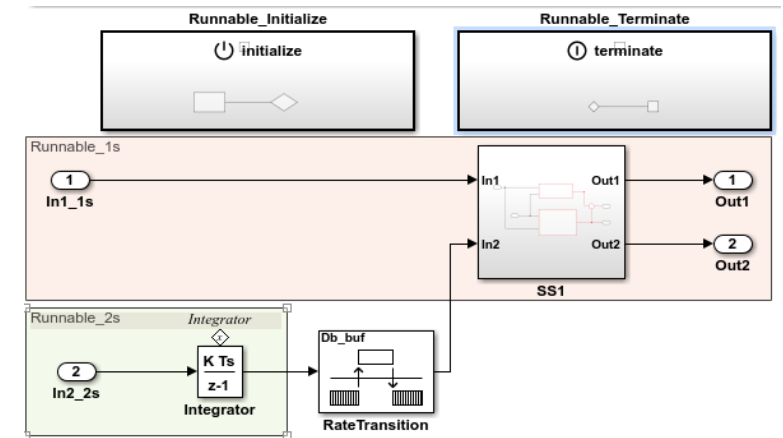 Runnable_Initialize
Runnable_Terminate
initialize
terminate
Runnable_1s
1
In1_1s
In1
Out1
1
Out1
In2
Out2
2
Out2
SS1
Runnable_2s
Integrator
x
2
In2_2s
K Ts
z-1
Integrator
Db_buf
RateTransition